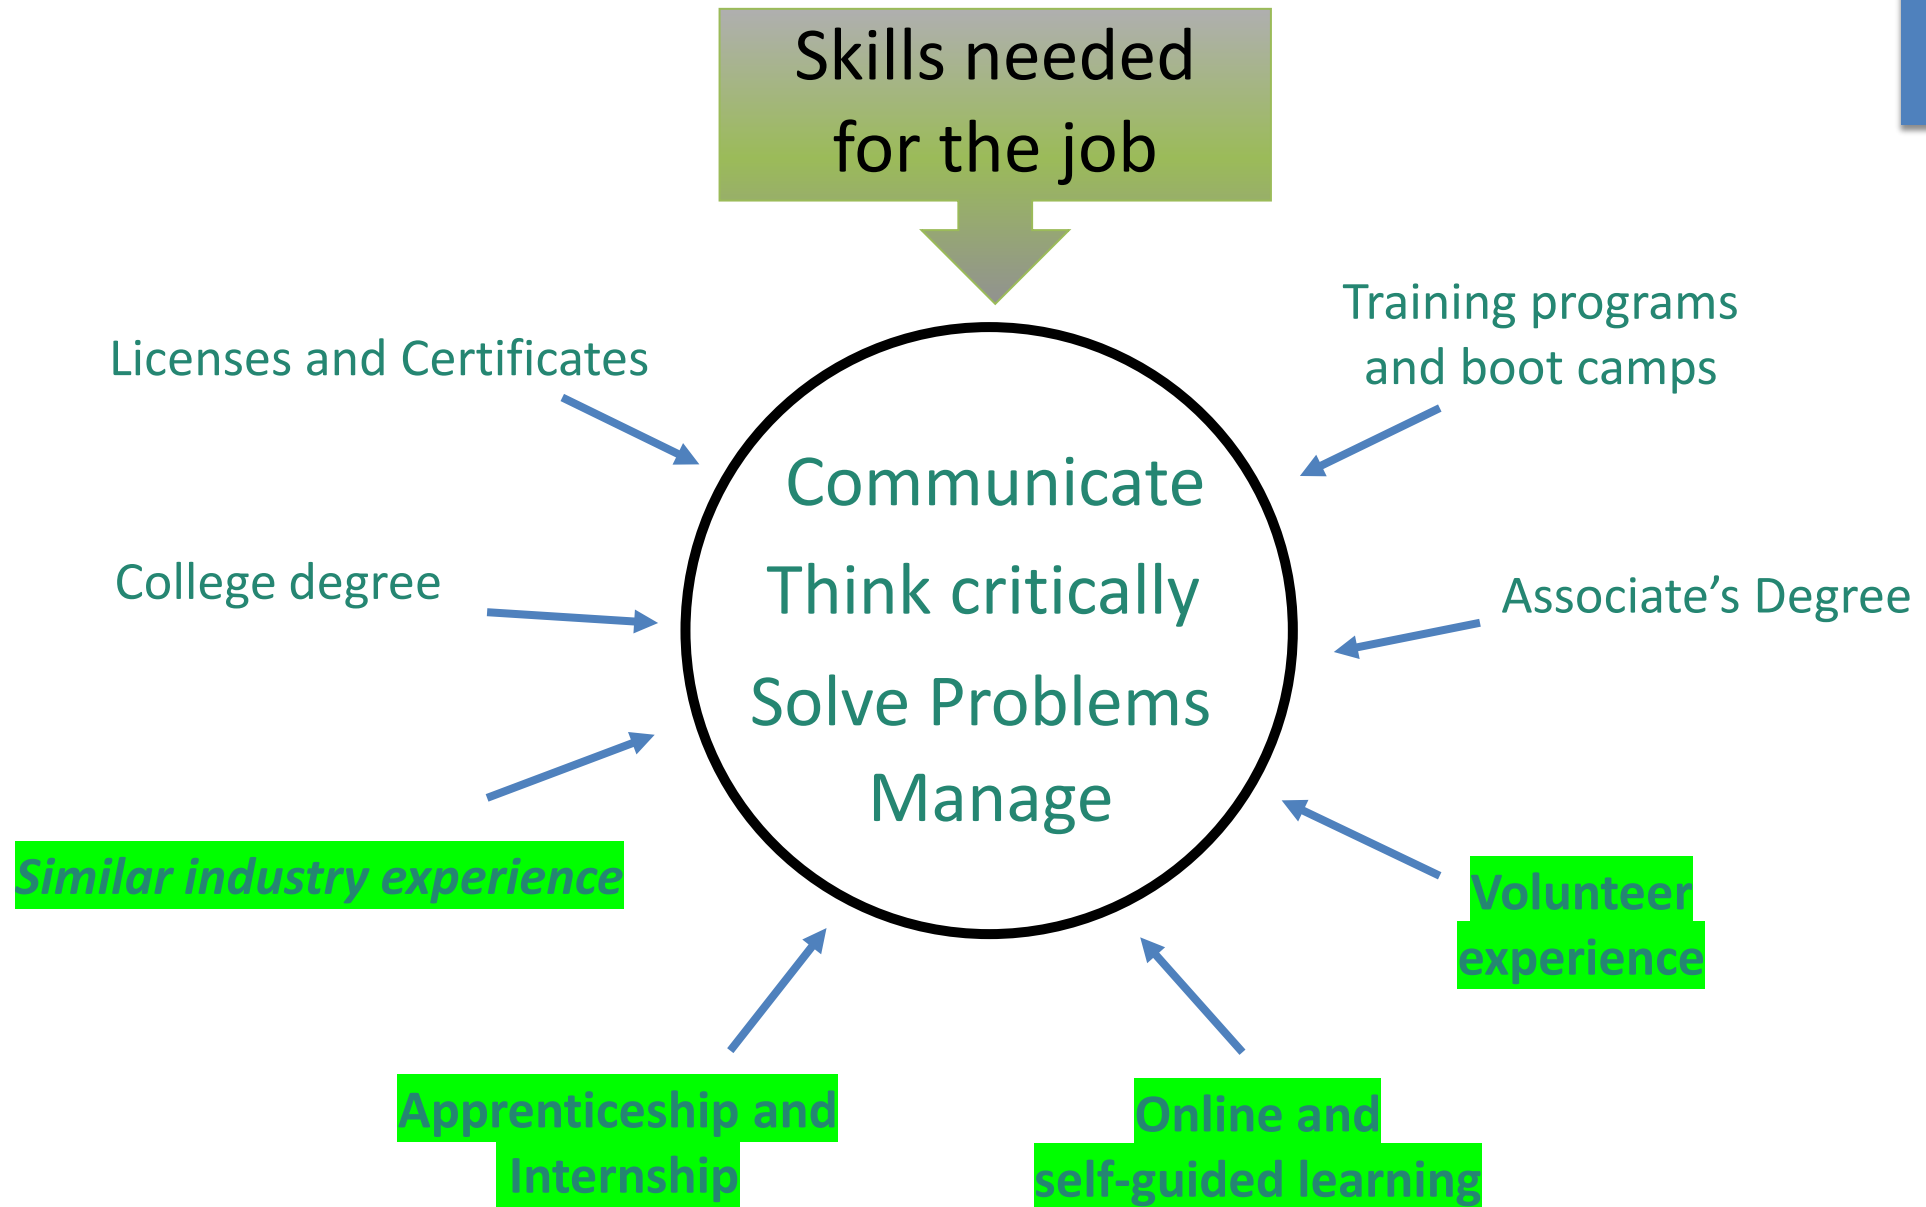 Skills needed
for the job
Licenses and Certificates
Training programs
and boot camps
Communicate
Think critically
Solve Problems
Manage
College degree
Associate’s Degree
Similar industry experience
Volunteer
experience
Apprenticeship and
Internship
Online and
self-guided learning